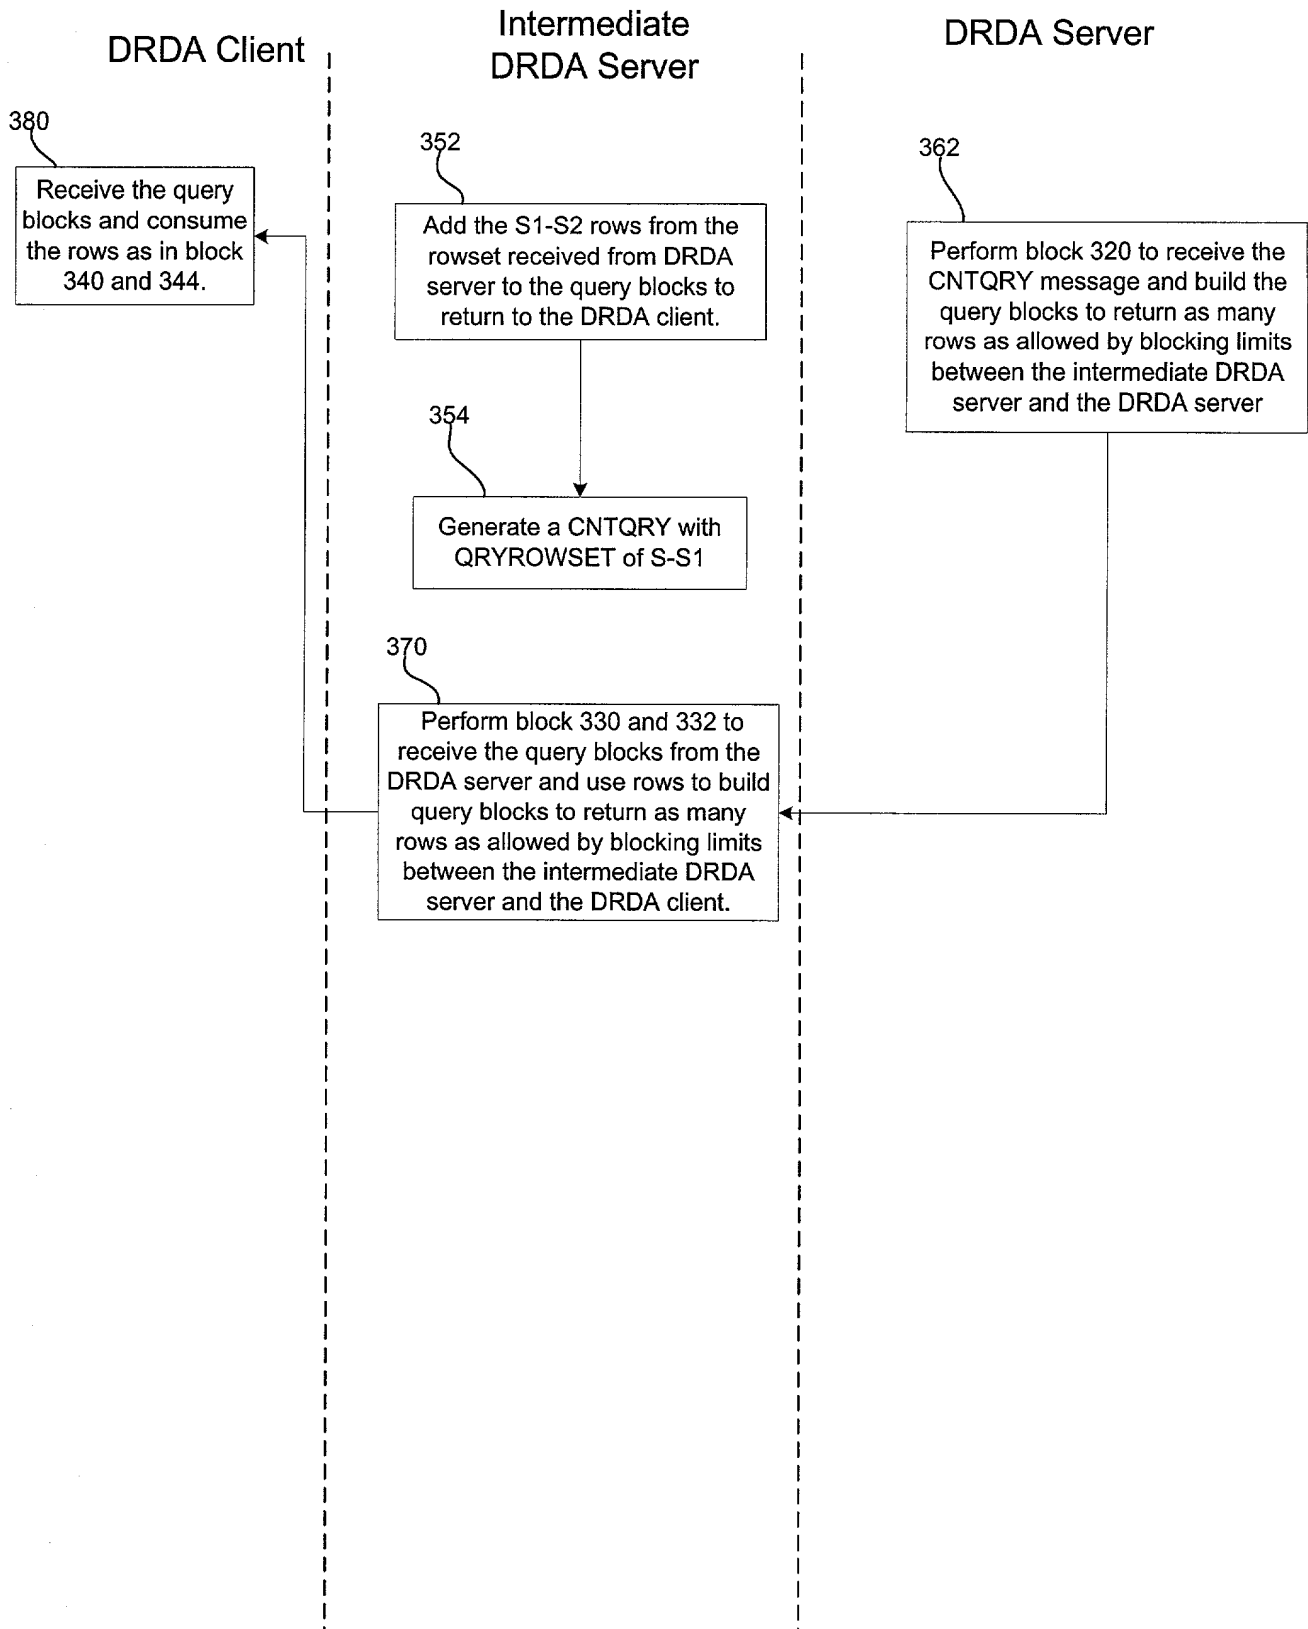 DRDA Client
Intermediate
DRDA Server
DRDA Server
380
Receive the query
blocks and consume
the rows as in block
340 and 344.
352
Add the S1-S2 rows from the
rowset received from DRDA
server to the query blocks to
return to the DRDA client.
362
Perform block 320 to receive the
CNTQRY message and build the
query blocks to return as many
rows as allowed by blocking limits
between the intermediate DRDA
server and the DRDA server
354
Generate a CNTQRY with
QRYROWSET of S-S1
370
Perform block 330 and 332 to
receive the query blocks from the
DRDA server and use rows to build
query blocks to return as many
rows as allowed by blocking limits
between the intermediate DRDA
server and the DRDA client.